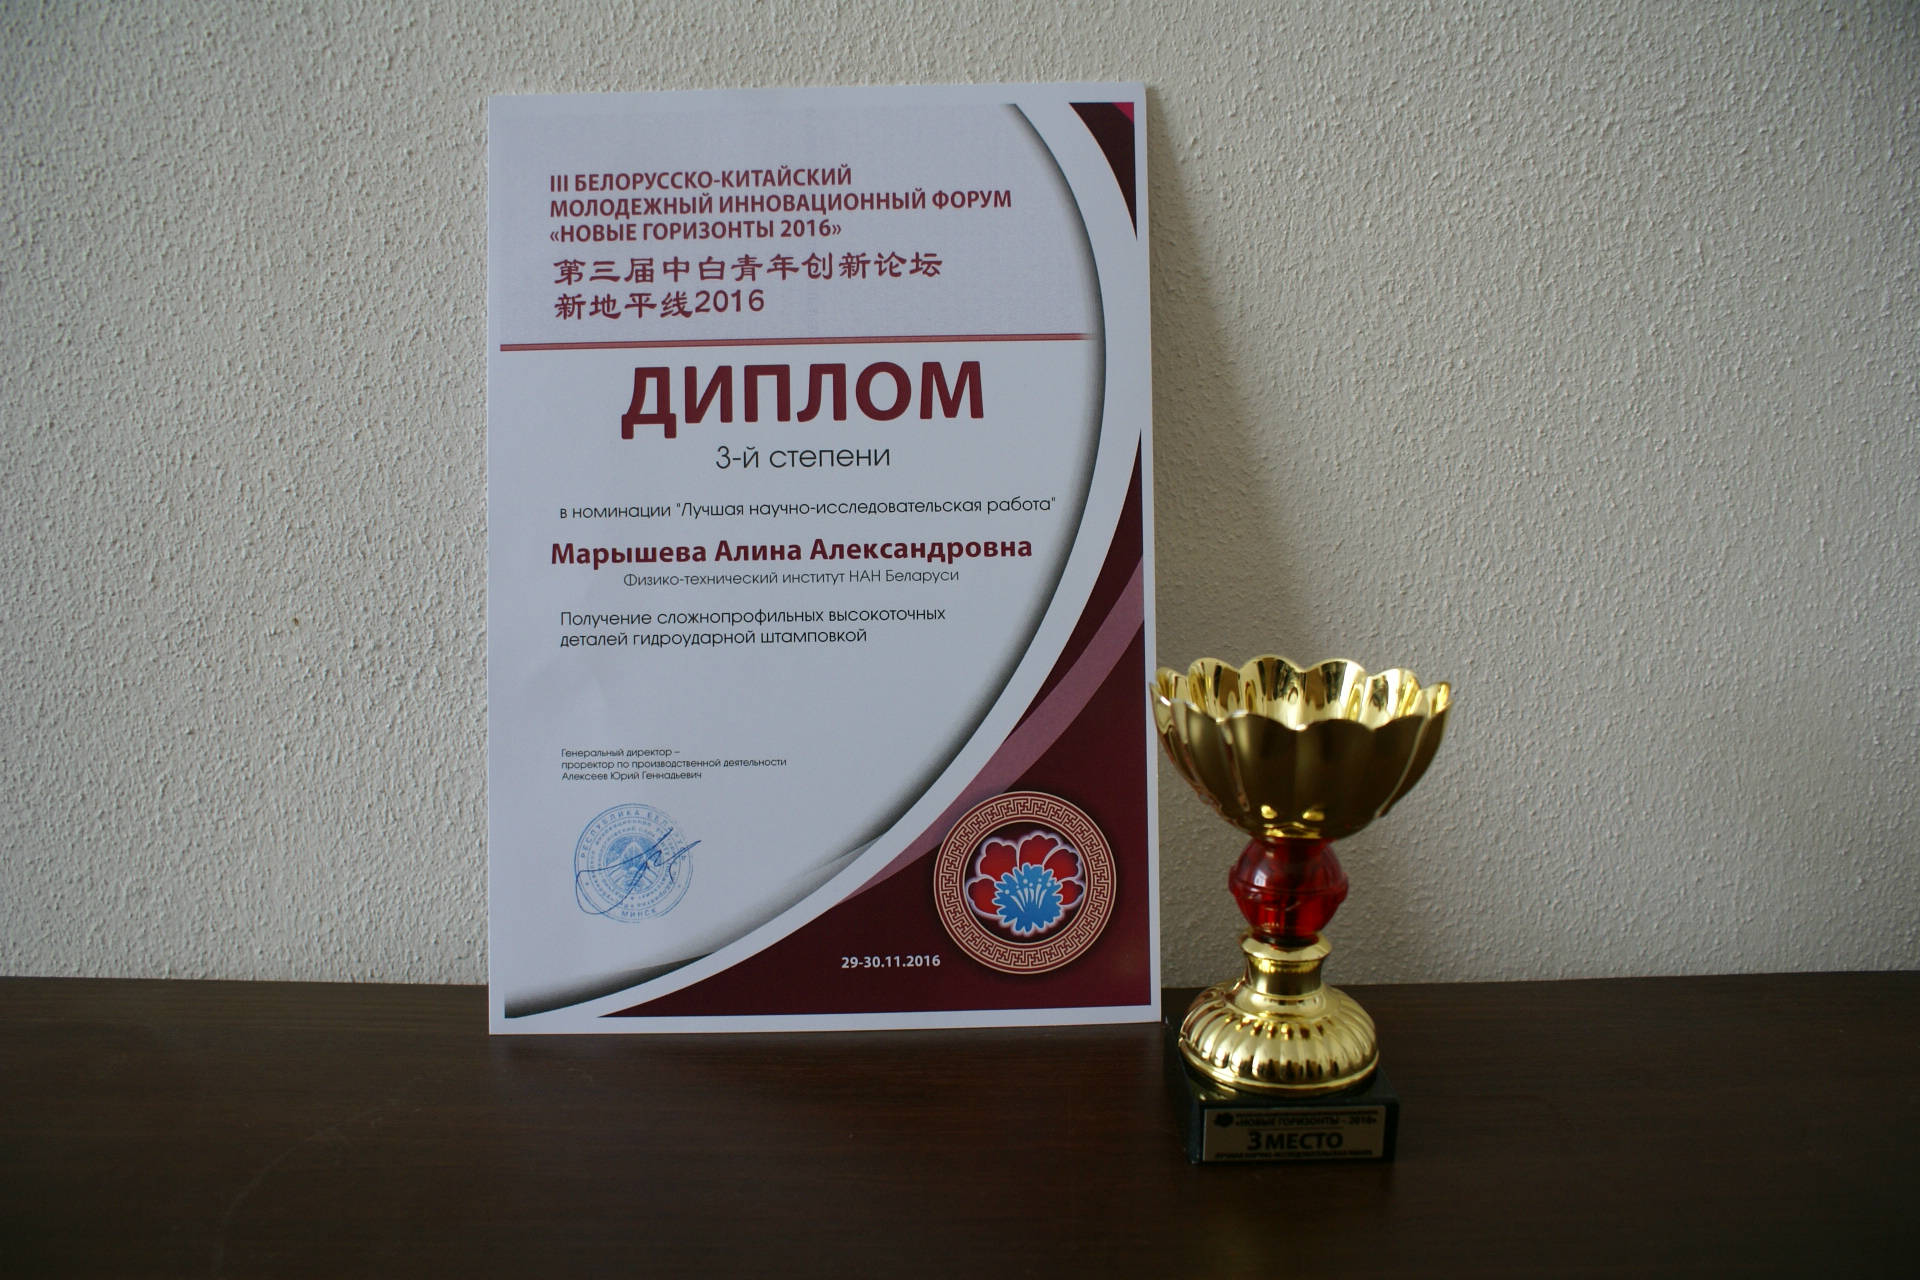 III БЕЛОРУССКО-КИТАЙСКИЙ
МОЛОДЕЖНЫЙ ИННОВАЦИОННЫЙ ФОРУМ
«НОВЫЕ ГОРИЗОНТЫ 2016»
第三届中白青年创新论坛
新地平线2016
ДИПЛОМ
3-й степени
в номинации "Лучшая научно-исследовательская работа"
Марышева Алина Александровна
Физико-технический институт НАН Беларуси
Получение сложнопрофильных высокоточных
деталей гидроударной штамповкой
Генеральный директор –
проректор по производственной деятельности
Алексеев Юрий Геннадьевич
РЕСПУБЛИКА БЕЛАРУСЬ
МИНСК
29-30.11.2016
«НОВЫЕ ГОРИЗОНТЫ - 2016»
3 МЕСТО